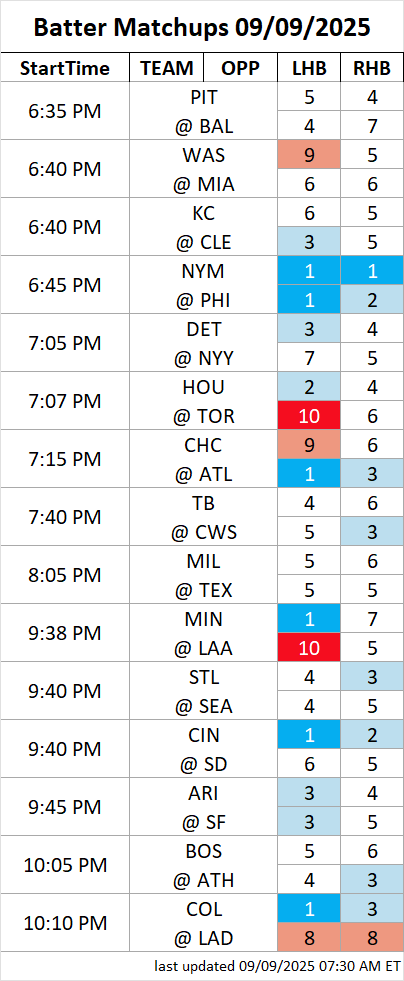 Batter Matchups 09/09/2025
StartTime TEAM OPP LHB RHB
6:35 PM PIT 5 4
@ BAL 4 7
6:40 PM WAS 9 5
@ MIA 6 6
6:40 PM KC 6 5
@ CLE 3 5
6:45 PM NYM 1 1
@ PHI 1 2
7:05 PM DET 3 4
@ NYY 7 5
7:07 PM HOU 2 4
@ TOR 10 6
7:15 PM CHC 9 6
@ ATL 1 3
7:40 PM TB 4 6
@ CWS 5 3
8:05 PM MIL 5 6
@ TEX 5 5
9:38 PM MIN 1 7
@ LAA 10 5
9:40 PM STL 4 3
@ SEA 4 5
9:40 PM CIN 1 2
@ SD 6 5
9:45 PM ARI 3 4
@ SF 3 5
10:05 PM BOS 5 6
@ ATH 4 3
10:10 PM COL 1 3
@ LAD 8 8
last updated 09/09/2025 07:30 AM ET